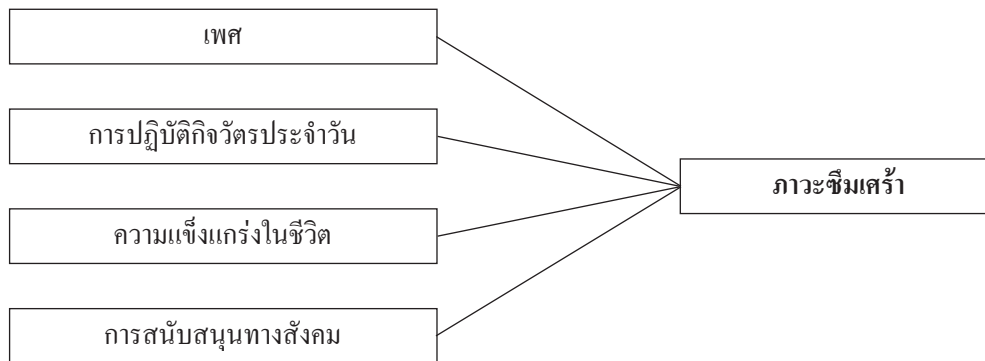 เพศ
การปฏิบัติกิจวัตรประจำวัน
ความแข็งแกร่งในชีวิต
การสนับสนุนทางสังคม
ภาวะซึมเศร้า